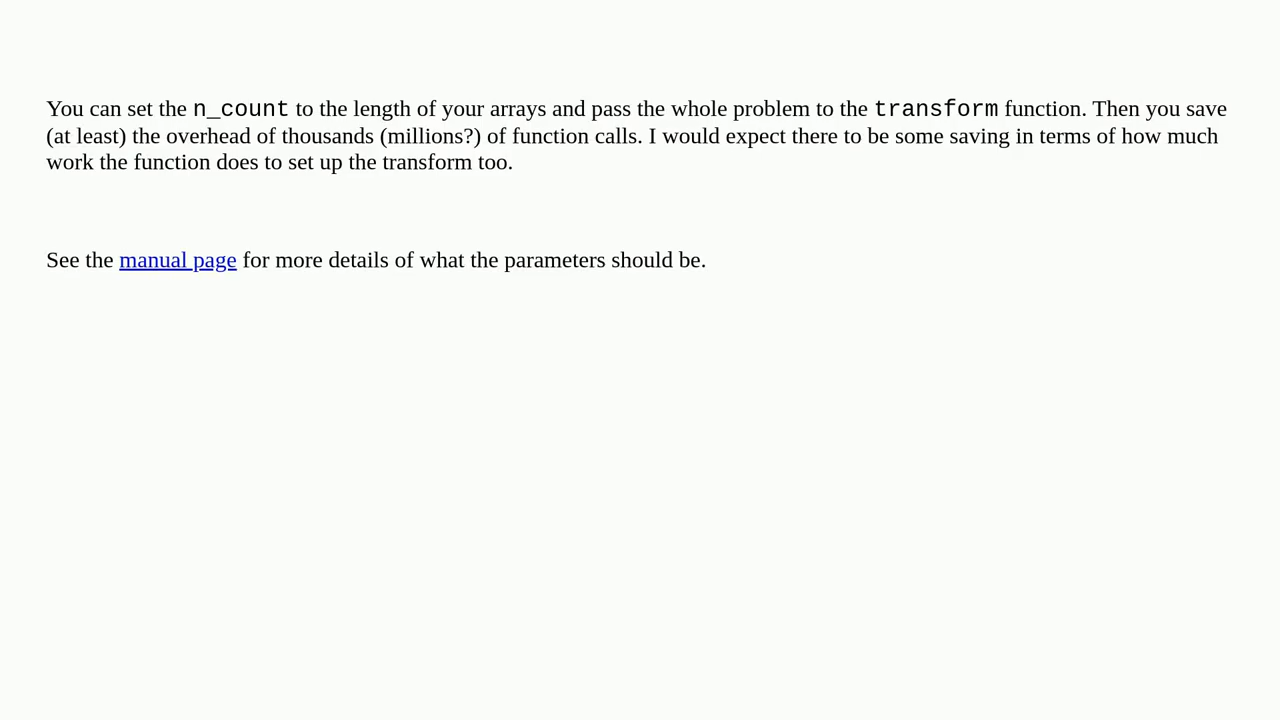 You can set the n_count to the length of your arrays and pass the whole problem to the transform function. Then you save
(at least) the overhead of thousands (millions?) of function calls. I would expect there to be some saving in terms of how much
work the function does to set up the transform too.
See the manual page for more details of what the parameters should be.